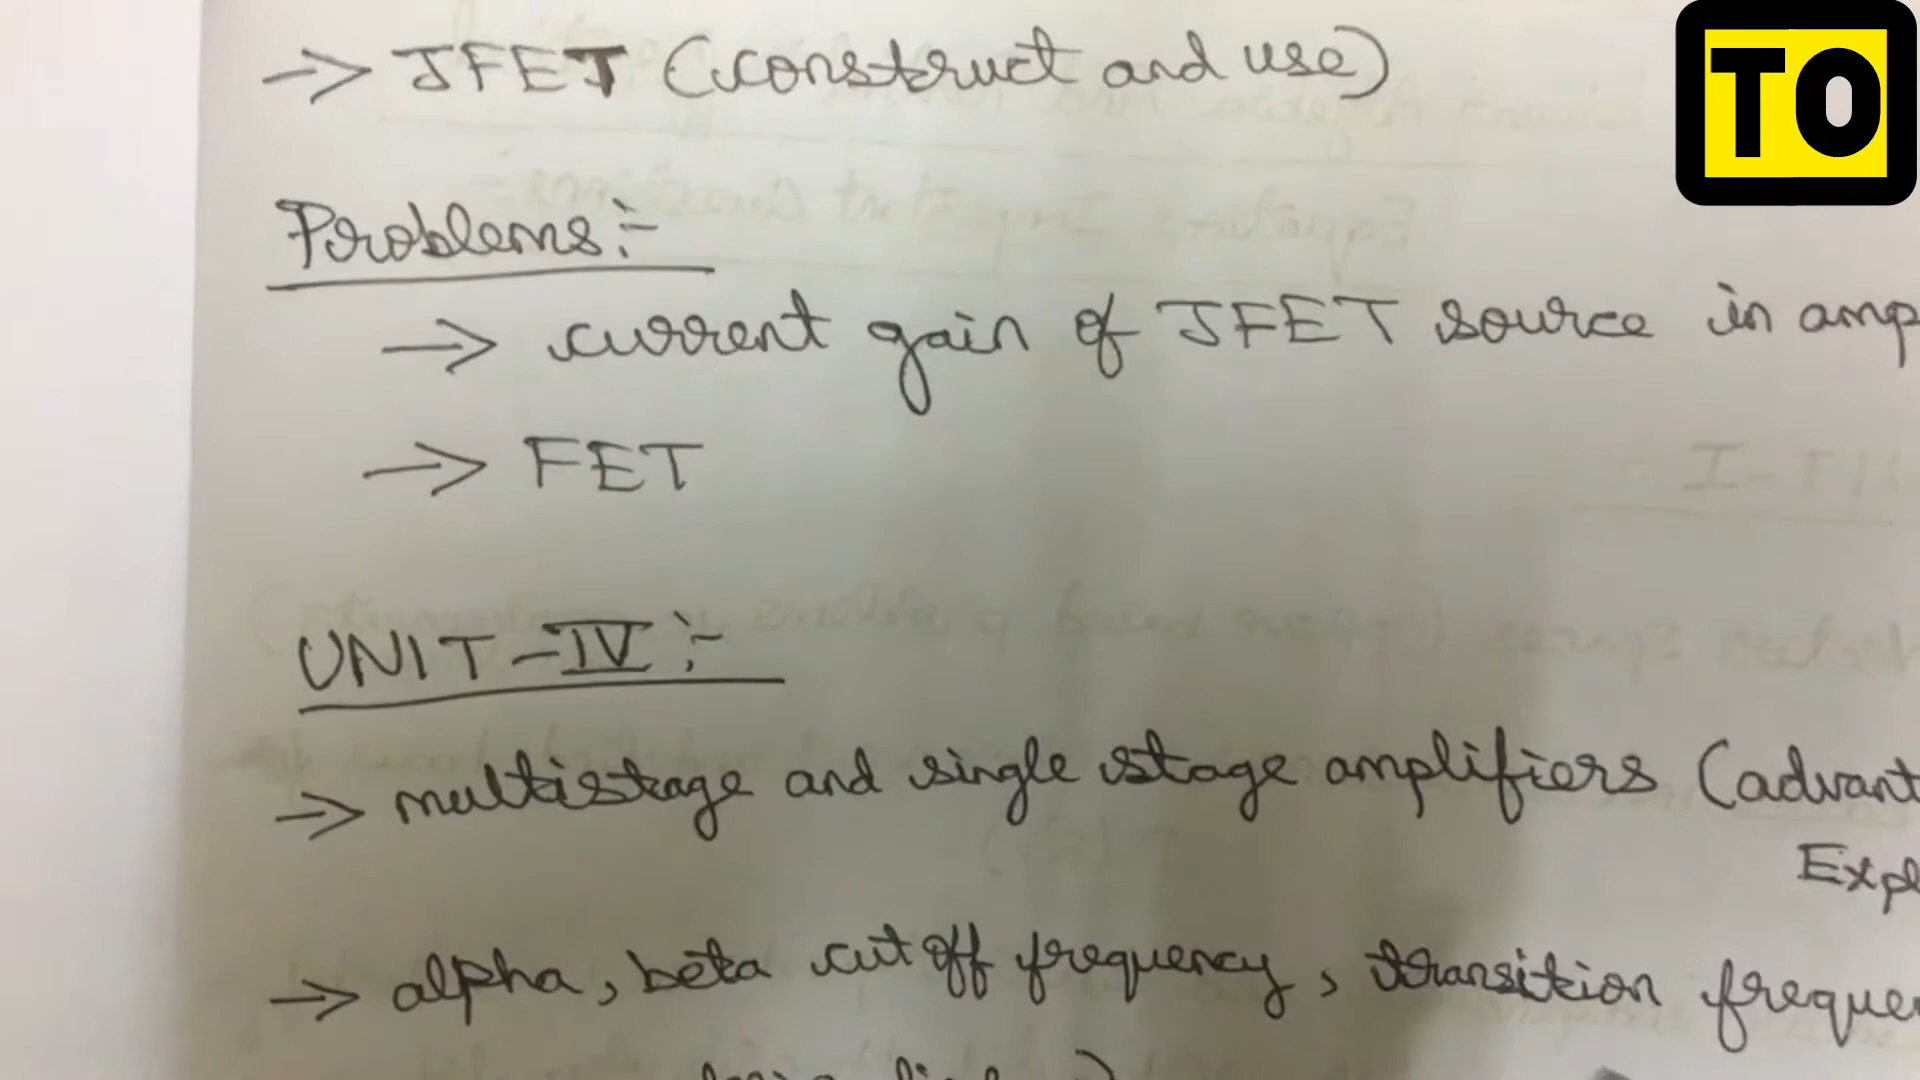 → JFET (construct and use)
TO
Problems:-
→ current gain of JFET source in amp
→ FET
UNIT-IV:-
→ multistage and single stage amplifiers (advant
Expl
→ alpha, beta cut off frequency, transition freque